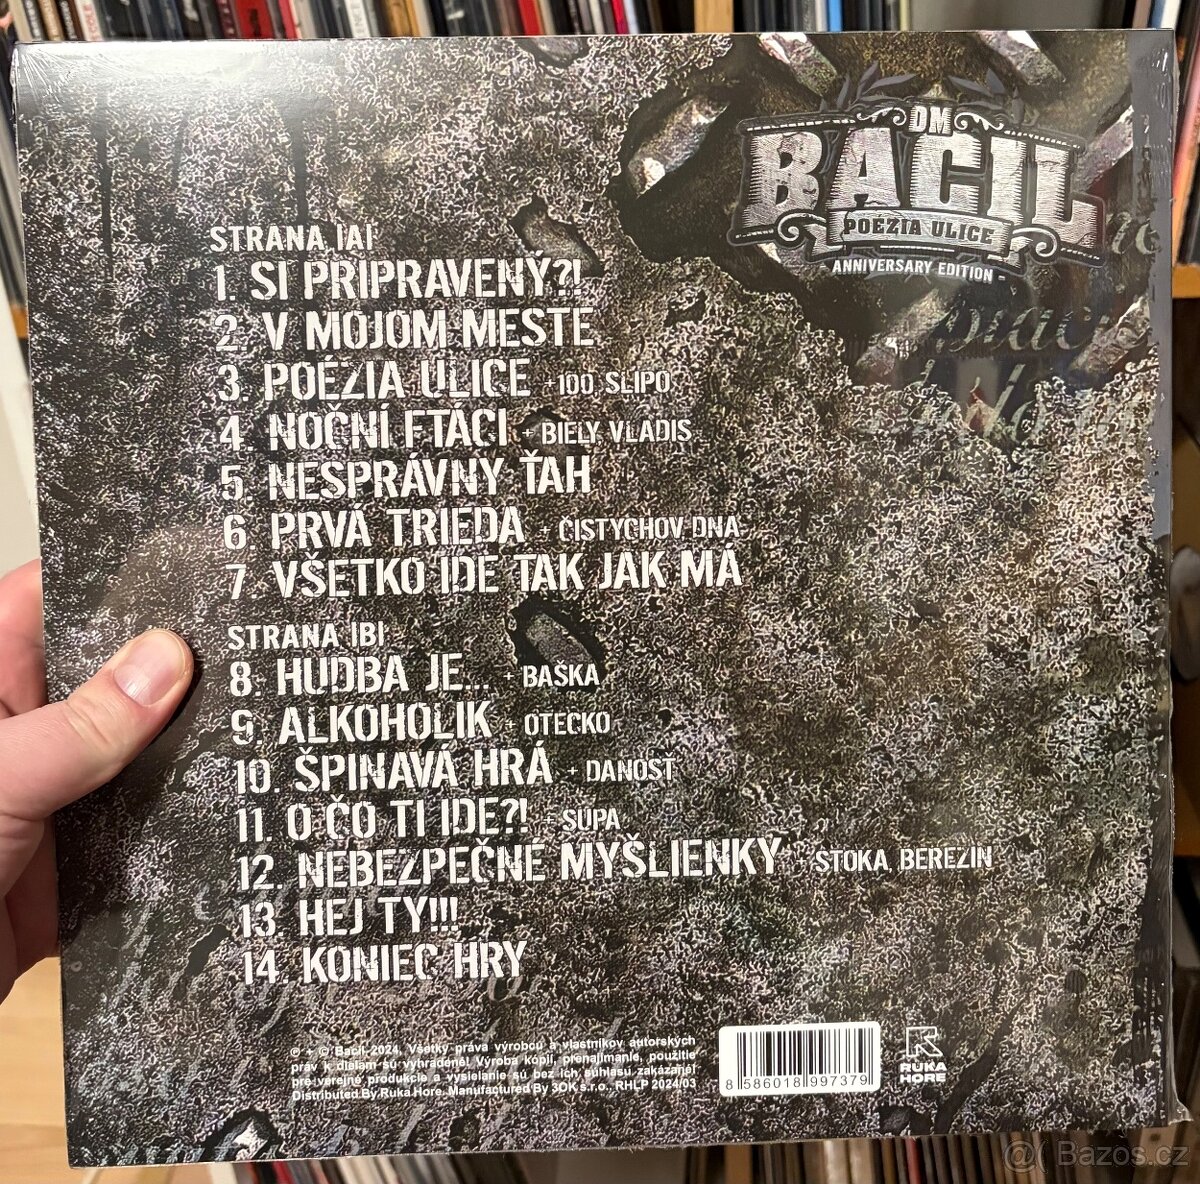 DM
BACIL
POÉZIA ULICE
- ANNIVERSARY EDITION -
STRANA |A|
1. SI PRIPRAVENÝ?!
2. V MOJOM MESTE
3. POÉZIA ULICE +100 SLIPO
4. NOČNÍ FTÁCI + BIELY VLADIS
5. NESPRÁVNY ŤAH
6. PRVÁ TRIEDA + ČISTYCHOV, DNA
7. VŠETKO IDE TAK JAK MÁ
STRANA |B|
8. HUDBA JE... + BAŠKA
9. ALKOHOLIK + OTECKO
10. ŠPINAVÁ HRÁ + DANOSŤ
11. O ČO TI IDE?! + SUPA
12. NEBEZPEČNÉ MYŠLIENKY + STOKA, BEREZIN
13. HEJ TY!!!
14. KONIEC HRY
℗ + © Bacil 2024. Všetky práva výrobcu a vlastníkov autorských
práv k dielam sú vyhradené! Výroba kópií, prenajímanie, použitie
pre verejné produkcie a vysielanie sú bez ich súhlasu zakázané!
Distributed By Ruka Hore. Manufactured By 3OK s.r.o., RHLP 2024/03
8 586018 997379
RUKA
HORE
@( Bazos.cz